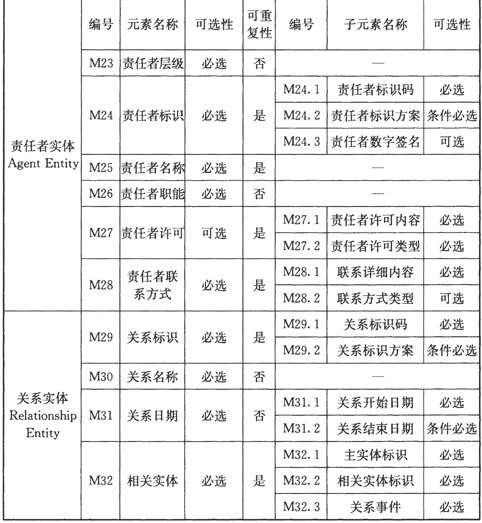 编号 元素名称 可选性 可重复性 编号 子元素名称 可选性
责任者实体
Agent Entity
M23 责任者层级 必选 否 —
M24 责任者标识 必选 是
M24.1 责任者标识码 必选
M24.2 责任者标识方案 条件必选
M24.3 责任者数字签名 可选
M25 责任者名称 必选 是 —
M26 责任者职能 必选 否 —
M27 责任者许可 可选 是
M27.1 责任者许可内容 必选
M27.2 责任者许可类型 必选
M28 责任者联系方式 必选 是
M28.1 联系详细内容 必选
M28.2 联系方式类型 可选
关系实体
Relationship
Entity
M29 关系标识 必选 是
M29.1 关系标识码 必选
M29.2 关系标识方案 条件必选
M30 关系名称 必选 否 —
M31 关系日期 必选 否
M31.1 关系开始日期 必选
M31.2 关系结束日期 条件必选
M32 相关实体 必选 是
M32.1 主实体标识 必选
M32.2 相关实体标识 必选
M32.3 关系事件 必选